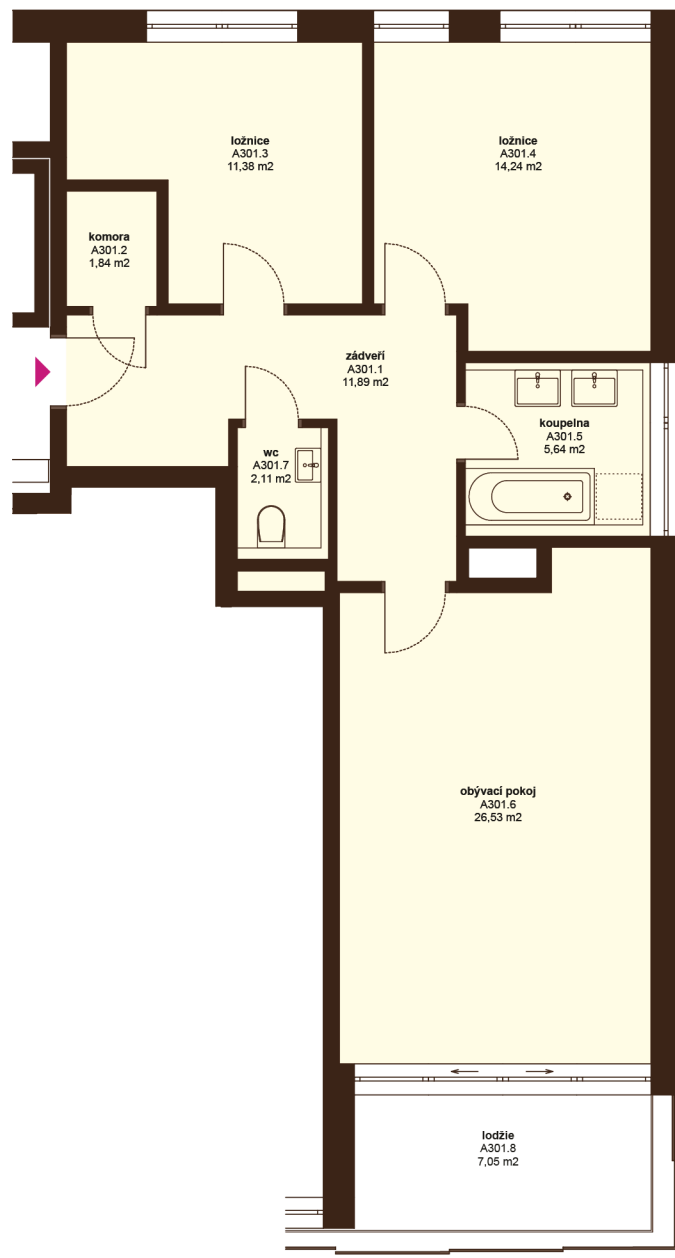 ložnice
A301.3
11,38 m2
ložnice
A301.4
14,24 m2
komora
A301.2
1,84 m2
zádveří
A301.1
11,89 m2
koupelna
A301.5
5,64 m2
wc
A301.7
2,11 m2
obývací pokoj
A301.6
26,53 m2
lodžie
A301.8
7,05 m2